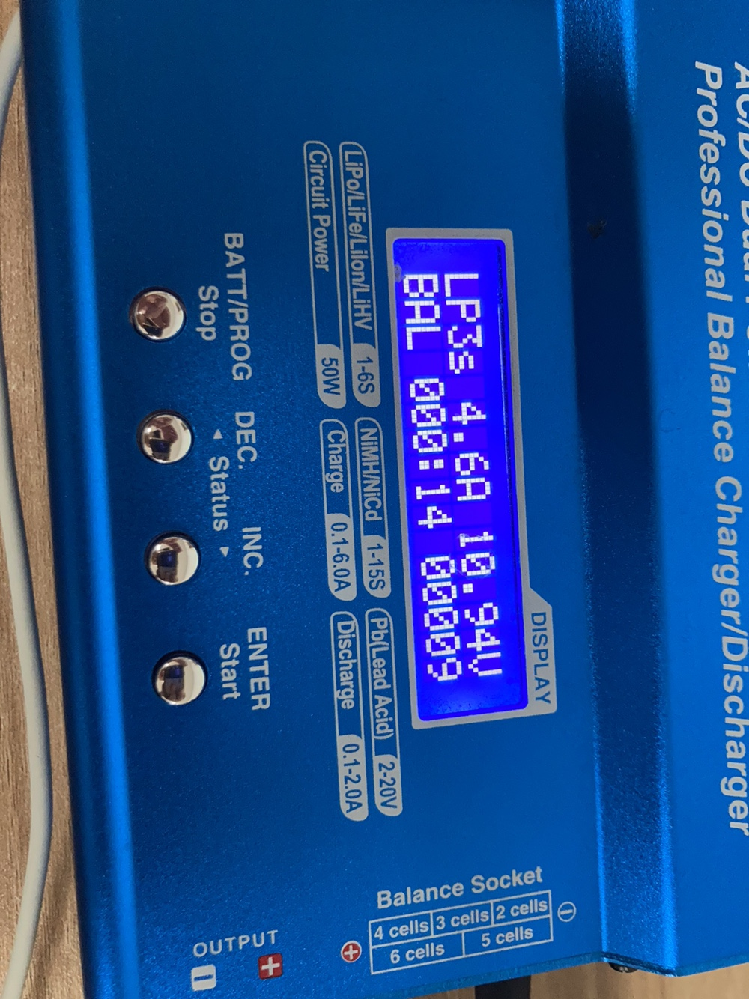 AC/DC Dual
Professional Balance Charger/Discharger
DISPLAY
LP3s 4.6A 10.94V
BAL 000:14 00009
LiPo/LiFe/LiIon/LiHV 1-6S NiMH/NiCd 1-15S Pb(Lead Acid) 2-20V
Circuit Power 50W Charge 0.1-6.0A Discharge 0.1-2.0A
BATT/PROG DEC. INC. ENTER
Stop ◄ Status ► Start
Balance Socket
4 cells 3 cells 2 cells
6 cells 5 cells
OUTPUT